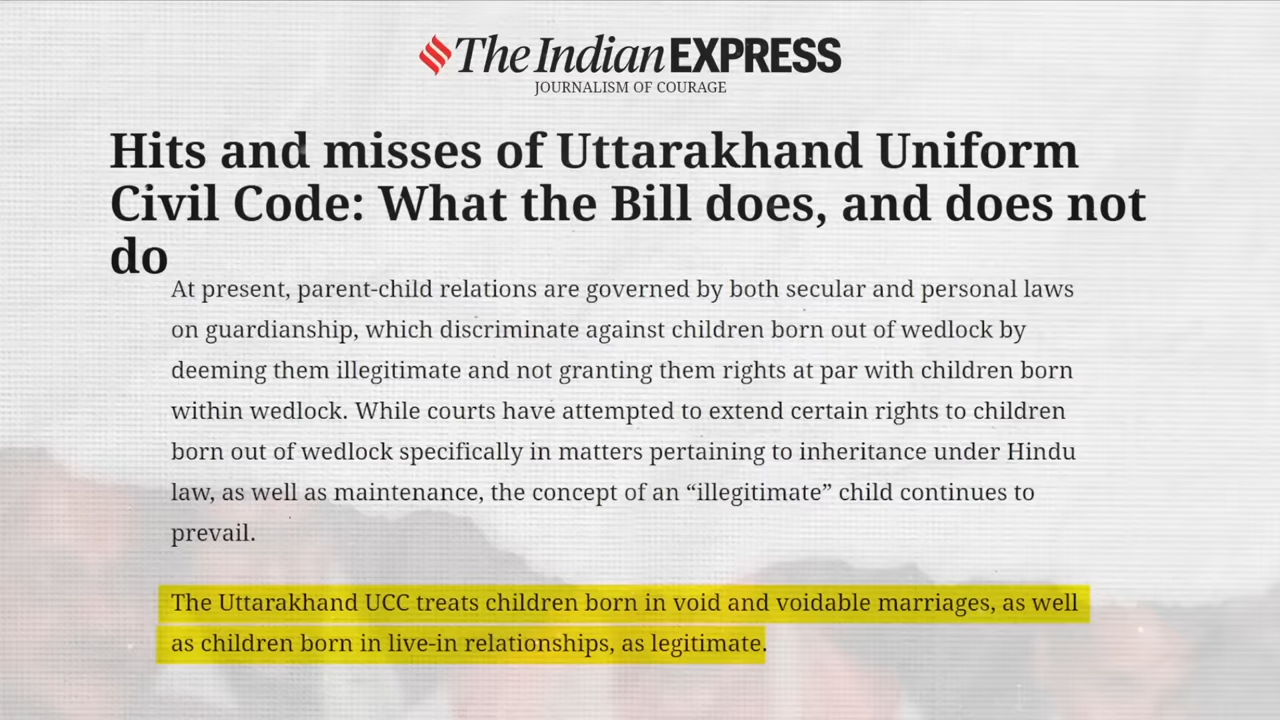 The Indian EXPRESS
JOURNALISM OF COURAGE
Hits and misses of Uttarakhand Uniform
Civil Code: What the Bill does, and does not
do
At present, parent-child relations are governed by both secular and personal laws
on guardianship, which discriminate against children born out of wedlock by
deeming them illegitimate and not granting them rights at par with children born
within wedlock. While courts have attempted to extend certain rights to children
born out of wedlock specifically in matters pertaining to inheritance under Hindu
law, as well as maintenance, the concept of an “illegitimate” child continues to
prevail.
The Uttarakhand UCC treats children born in void and voidable marriages, as well
as children born in live-in relationships, as legitimate.